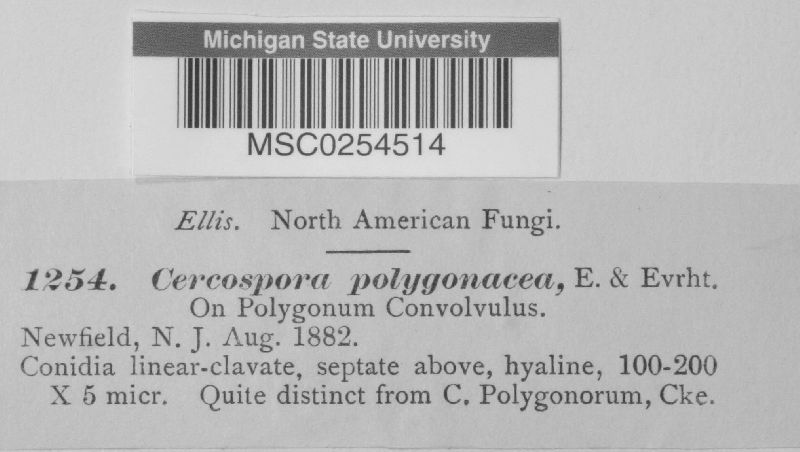 Michigan State University
MSC0254514
Ellis. North American Fungi.
1254. Cercospora polygonacea, E. & Evrht.
On Polygonum Convolvulus.
Newfield, N. J. Aug. 1882.
Conidia linear-clavate, septate above, hyaline, 100-200
X 5 micr. Quite distinct from C. Polygonorum, Cke.